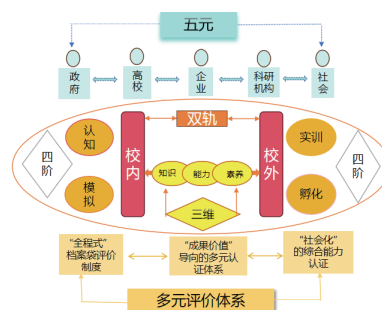 五元
政府
高校
企业
科研机构
社会
双轨
四阶
认知
模拟
校内
知识
能力
素养
三维
校外
实训
孵化
四阶
“全程式”
档案袋评价
制度
“成果价值”
导向的多元认
证体系
“社会化”
的综合能力
认证
多元评价体系